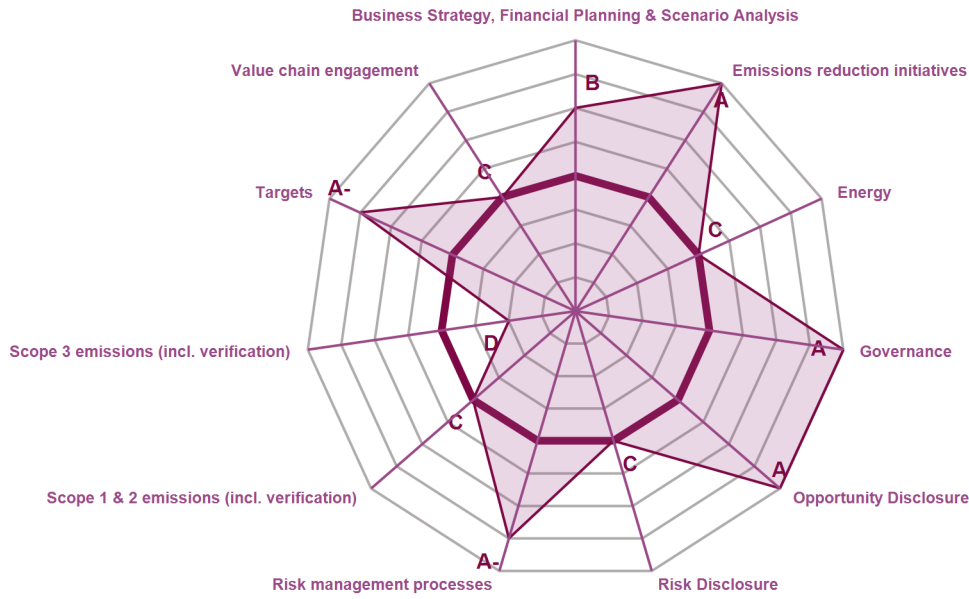 Business Strategy, Financial Planning & Scenario Analysis
Value chain engagement
Emissions reduction initiatives
B
A
C
Targets
A-
Energy
C
Scope 3 emissions (incl. verification)
D
A
Governance
C
C
A
Scope 1 & 2 emissions (incl. verification)
Opportunity Disclosure
A-
Risk management processes
Risk Disclosure